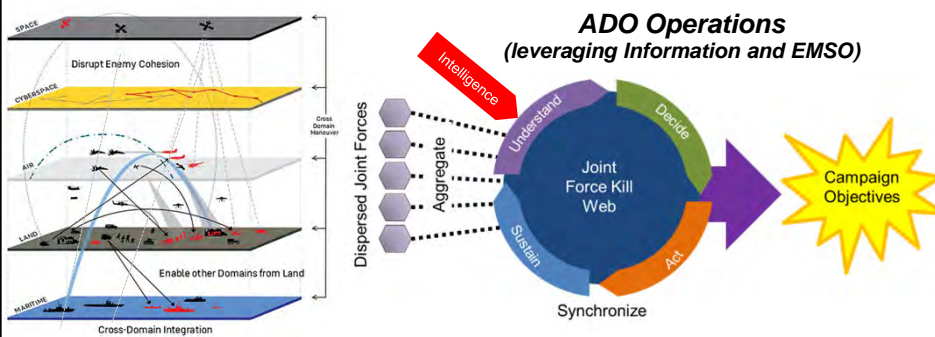 ADO Operations
(leveraging Information and EMSO)
SPACE
Disrupt Enemy Cohesion
CYBERSPACE
Cross
Domain
Maneuver
AIR
LAND
Enable other Domains from Land
MARITIME
Cross-Domain Integration
Dispersed Joint Forces
Aggregate
Intelligence
Understand
Decide
Act
Sustain
Joint
Force Kill
Web
Synchronize
Campaign
Objectives